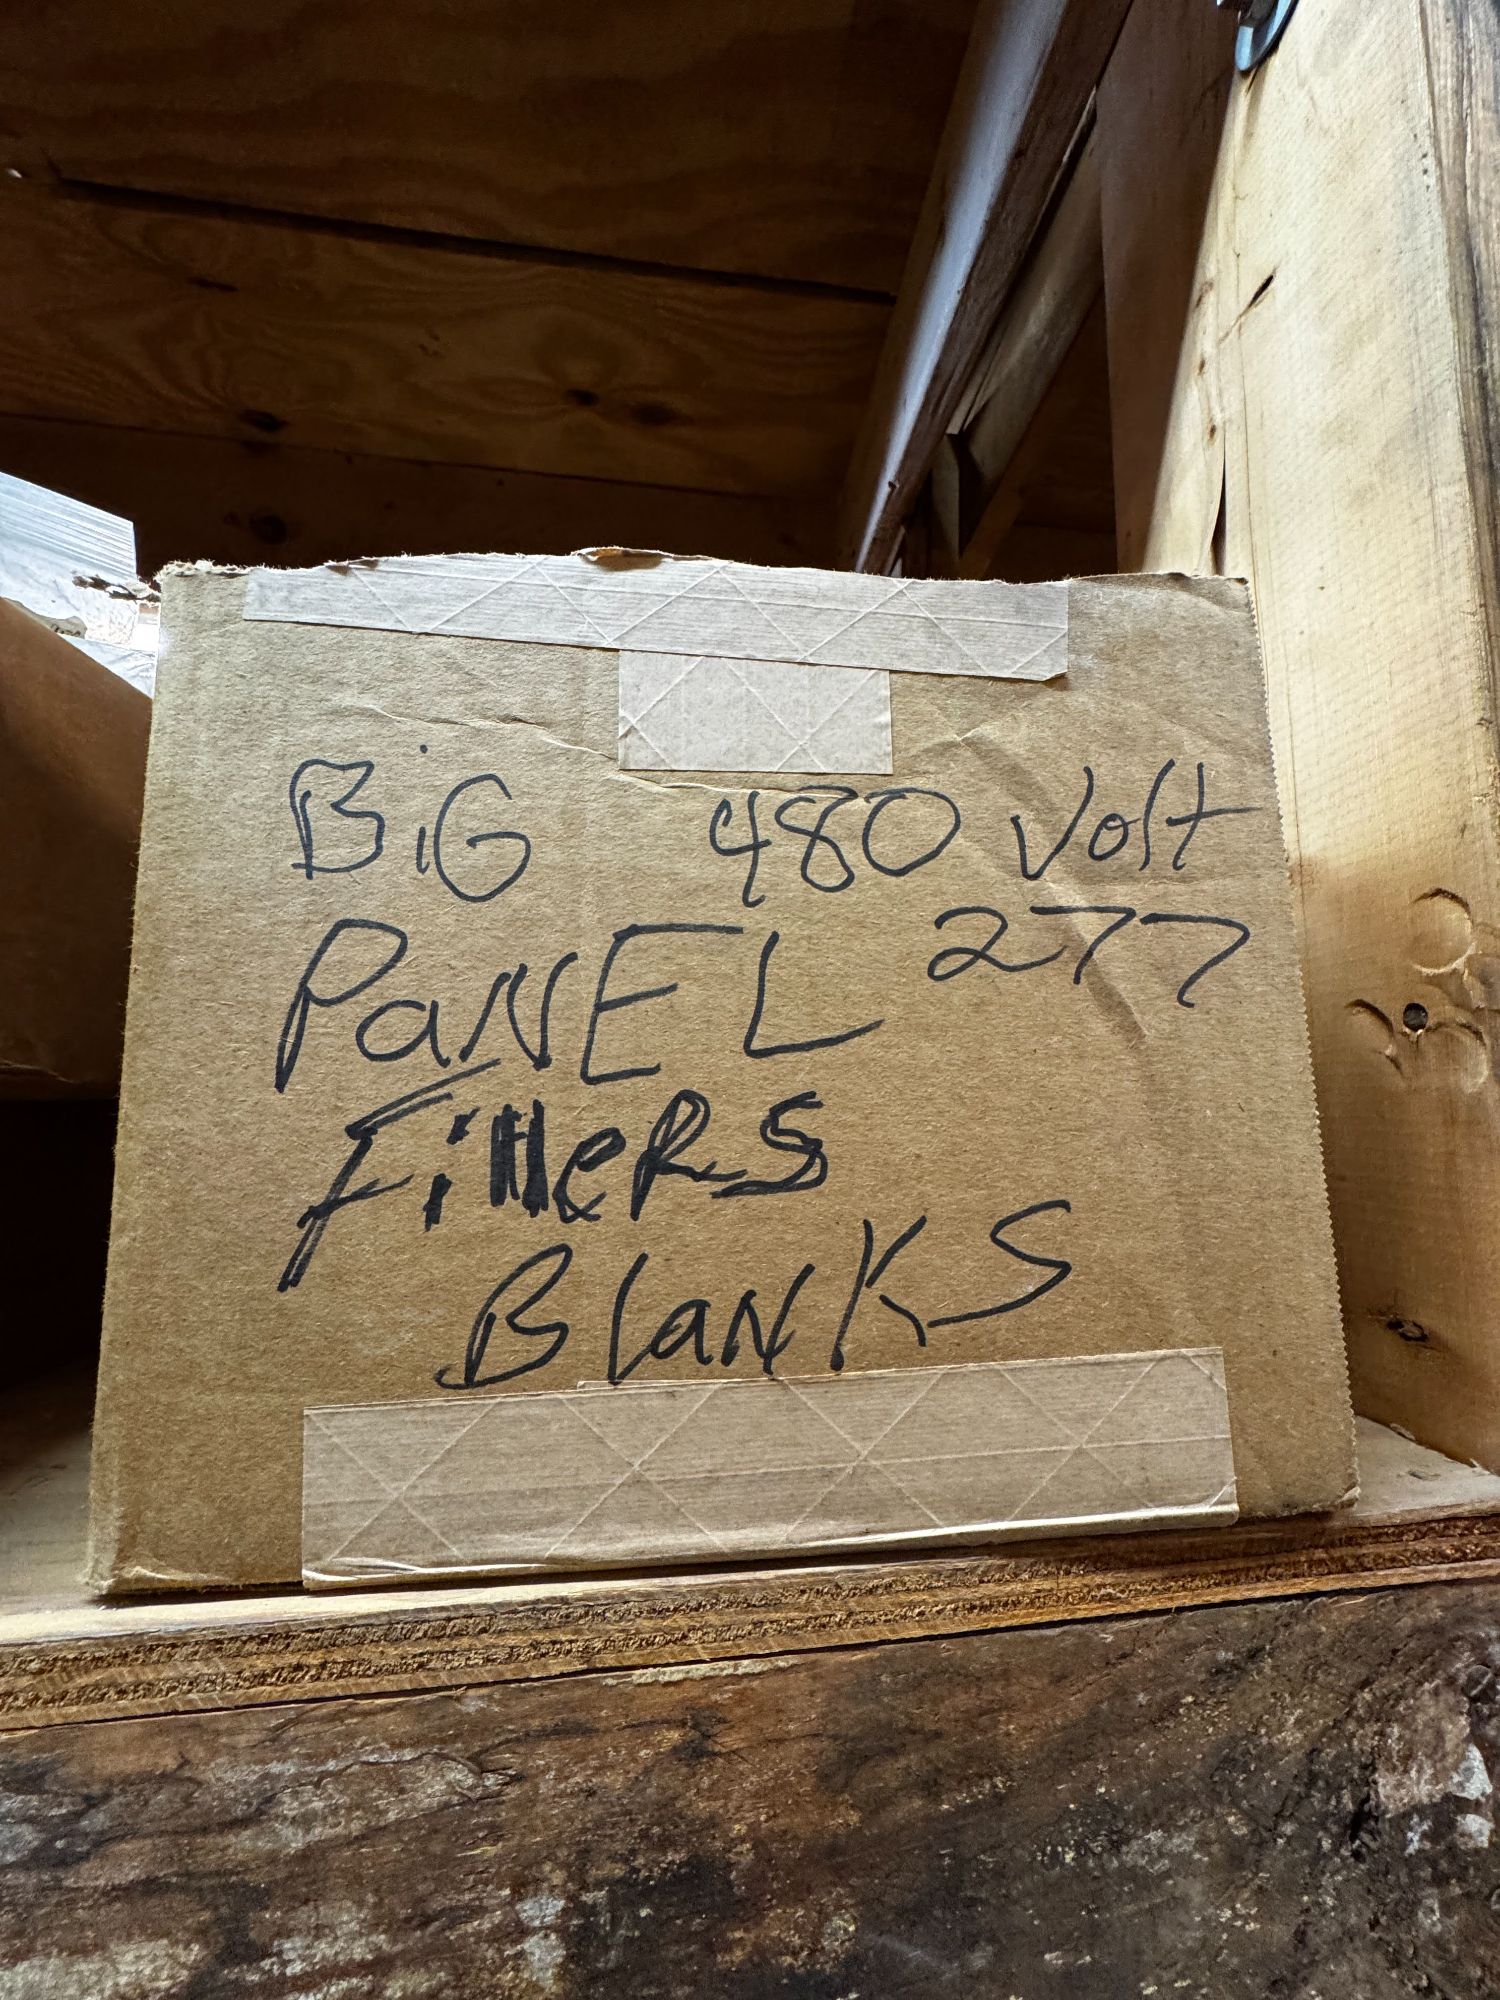 BiG 480 Volt
PaNEL 277
FilleRS
BlanKS